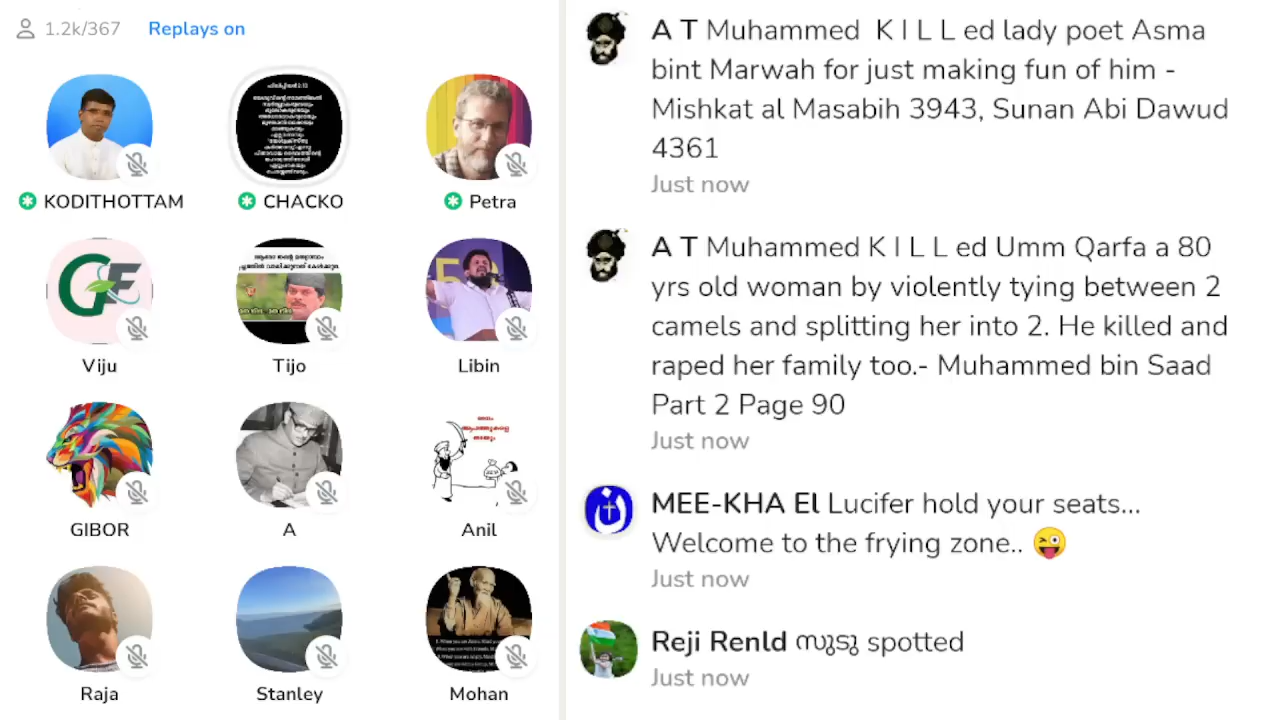 1.2k/367 Replays on
KODITHOTTAM
CHACKO
Petra
GF
Viju
Tijo
Libin
GIBOR
A
Anil
Raja
Stanley
Mohan
A T Muhammed K I L L ed lady poet Asma
bint Marwah for just making fun of him -
Mishkat al Masabih 3943, Sunan Abi Dawud
4361
Just now
A T Muhammed K I L L ed Umm Qarfa a 80
yrs old woman by violently tying between 2
camels and splitting her into 2. He killed and
raped her family too.- Muhammed bin Saad
Part 2 Page 90
Just now
MEE-KHA El Lucifer hold your seats...
Welcome to the frying zone.. 😜
Just now
Reji Renld സുടു spotted
Just now